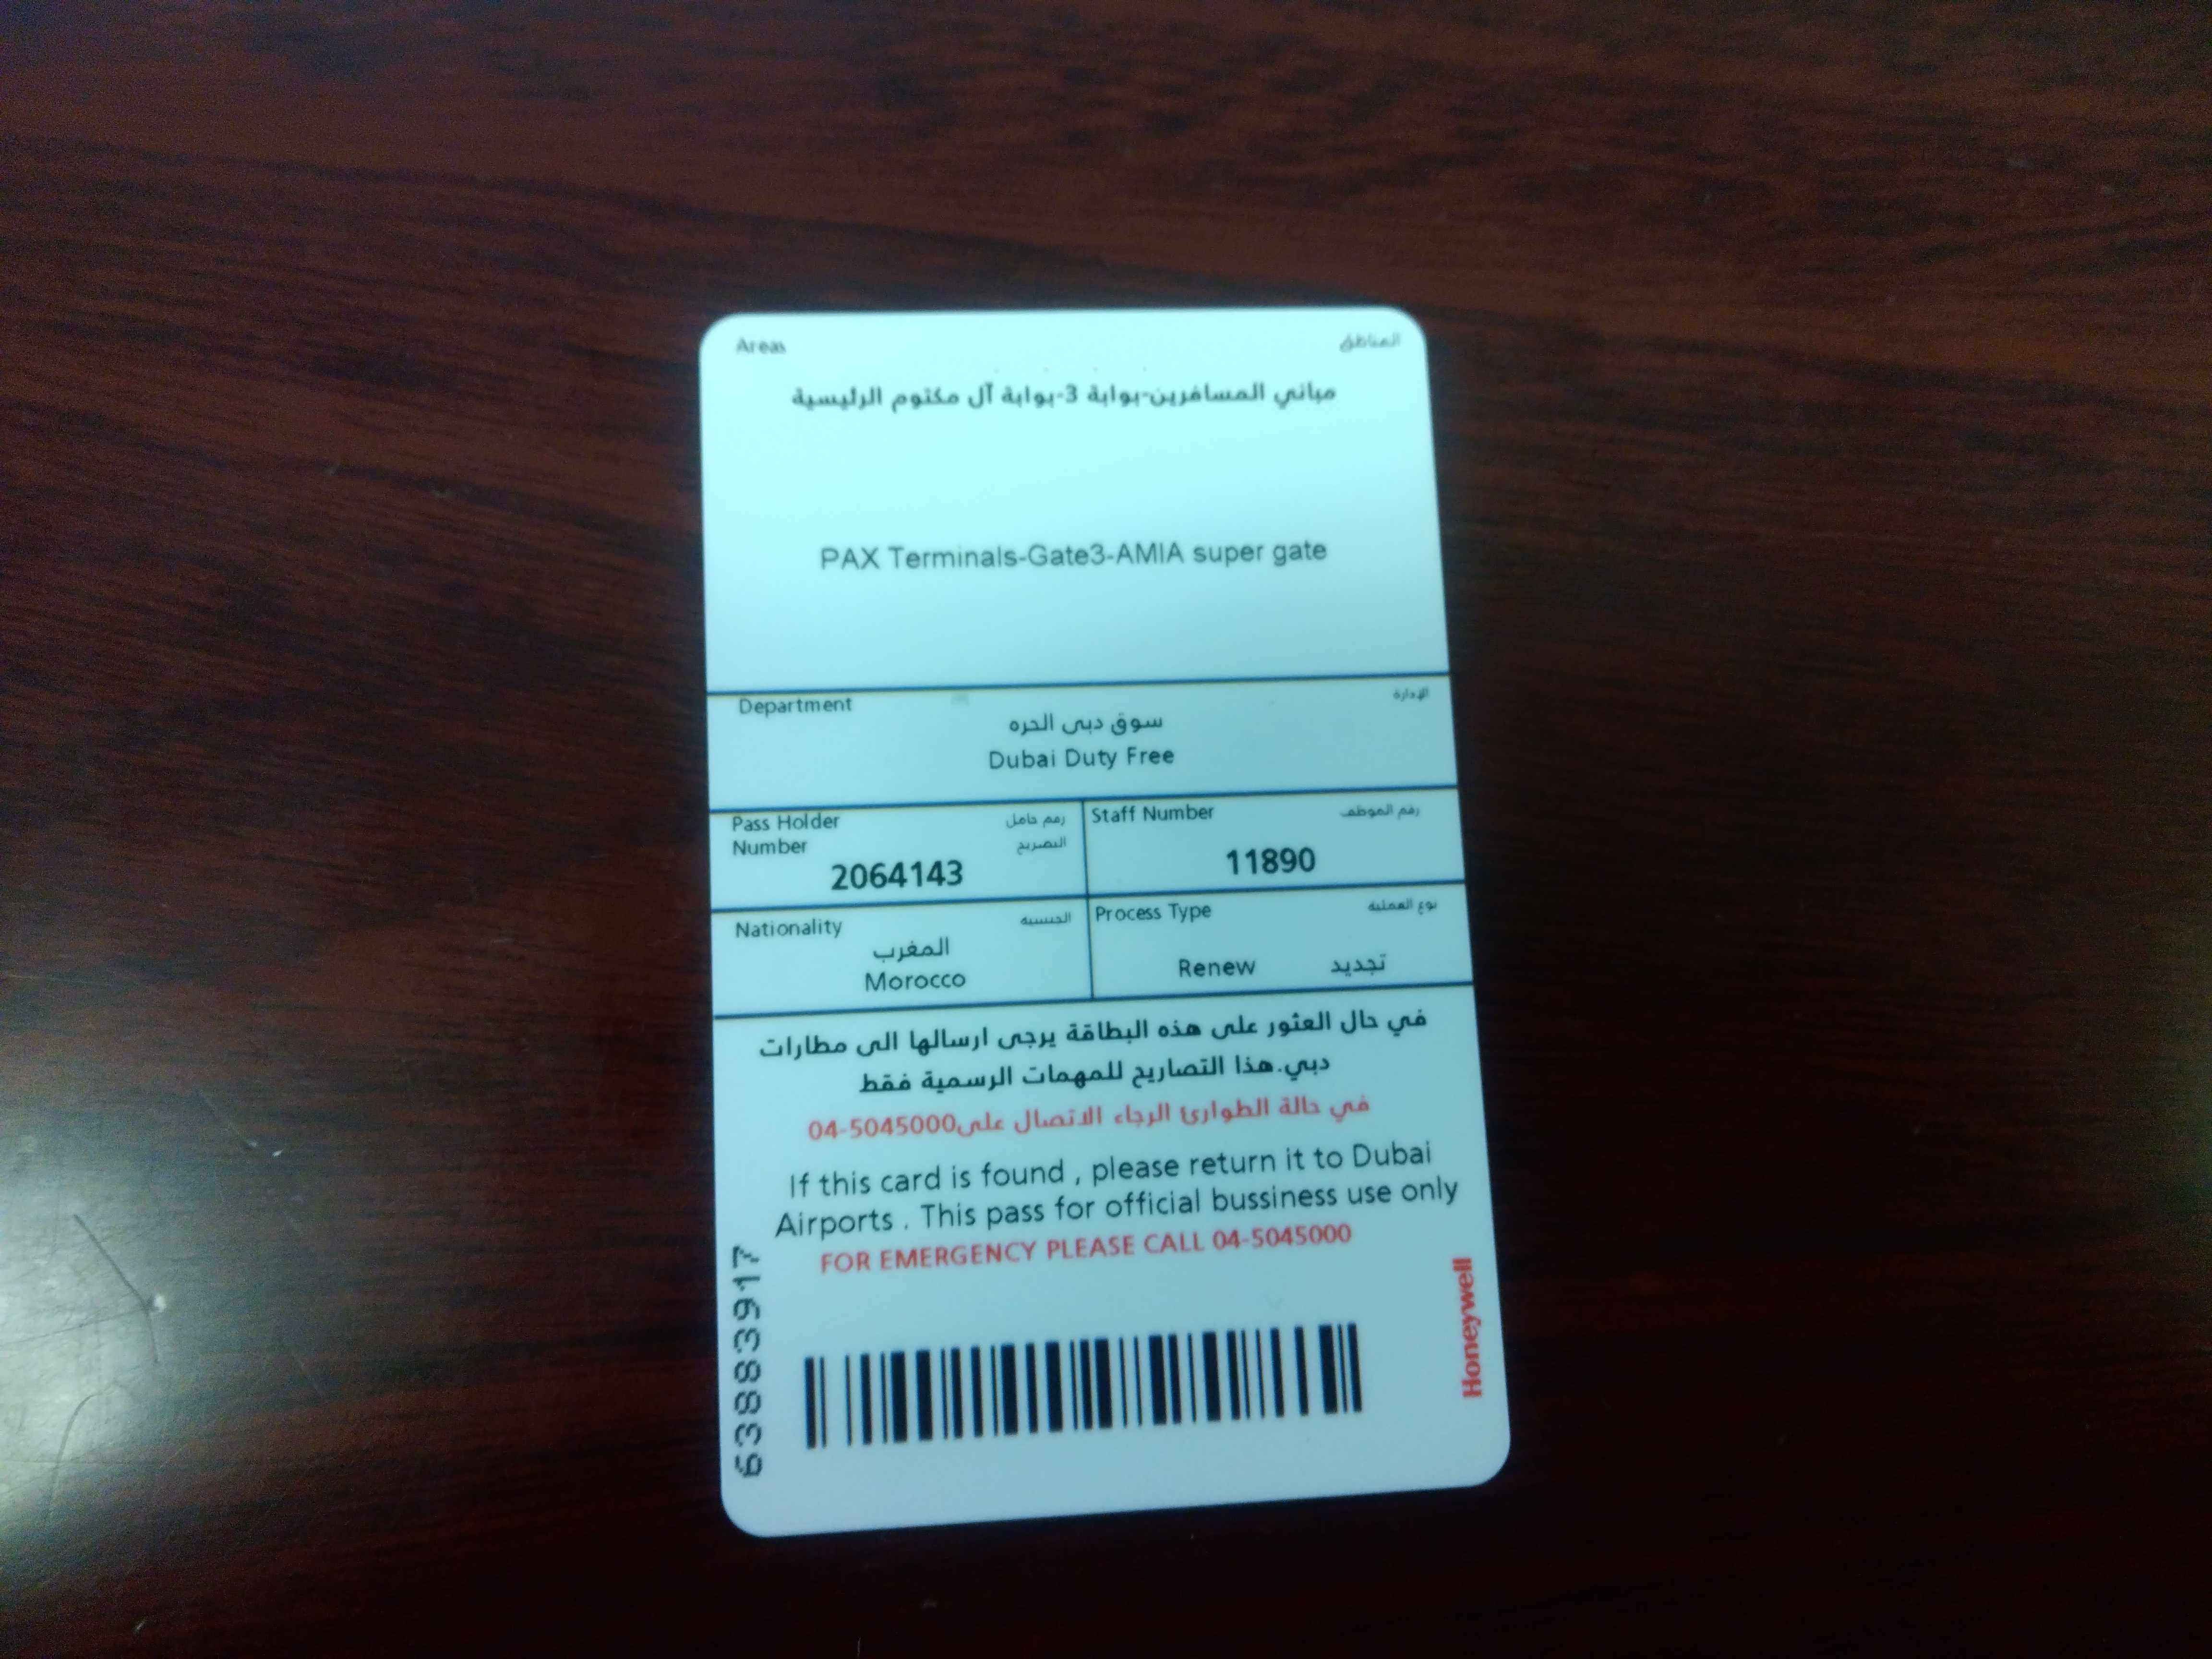 Areas المناطق
مباني المسافرين-بوابة 3-بوابة آل مكتوم الرئيسية
PAX Terminals-Gate3-AMIA super gate
Department الإدارة
سوق دبى الحره
Dubai Duty Free
Pass Holder رقم حامل
Number التصريح
2064143
Staff Number رقم الموظف
11890
Nationality الجنسية
المغرب
Morocco
Process Type نوع العملية
Renew تجديد
في حال العثور على هذه البطاقة يرجى ارسالها الى مطارات
دبي.هذا التصاريح للمهمات الرسمية فقط
في حالة الطوارئ الرجاء الاتصال على04-5045000
If this card is found , please return it to Dubai
Airports . This pass for official bussiness use only
FOR EMERGENCY PLEASE CALL 04-5045000
638883917
Honeywell